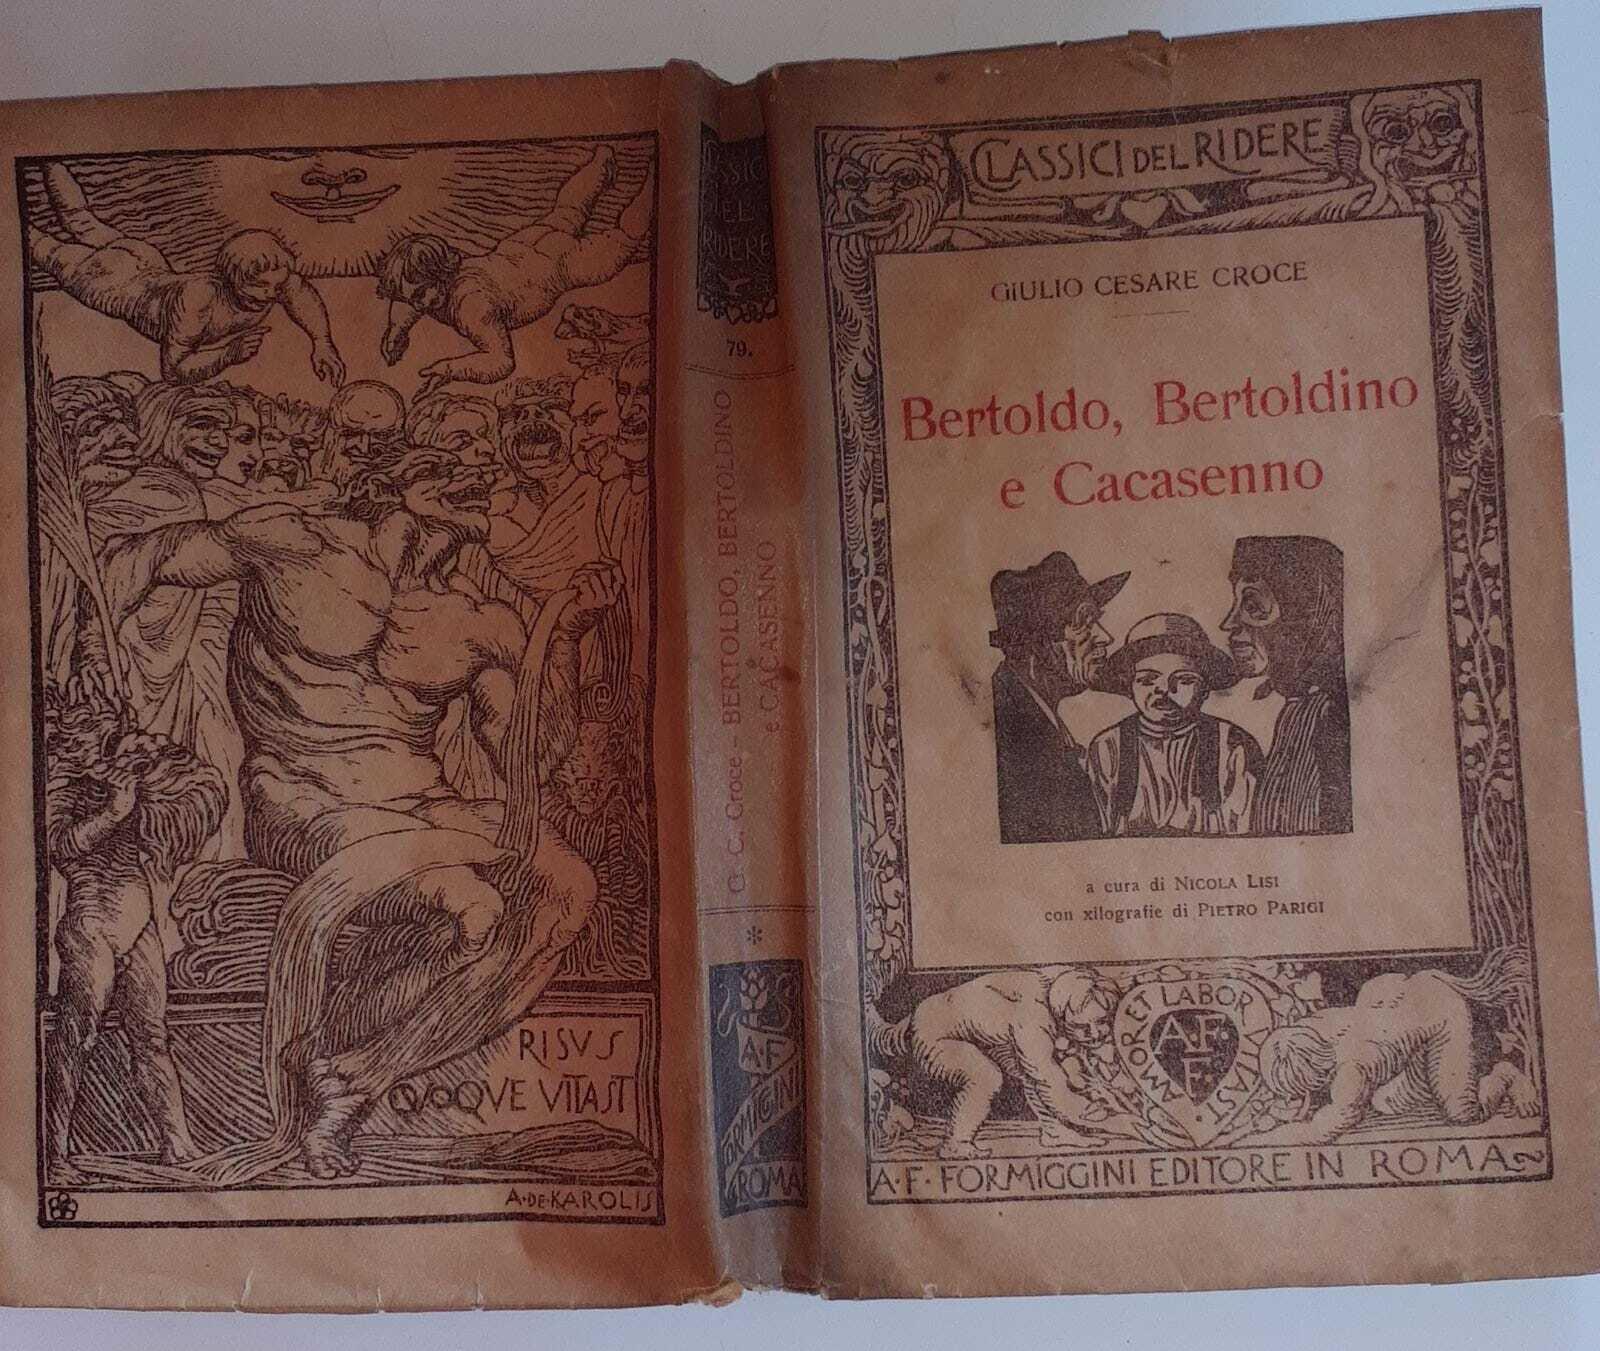 RISVS
QVOQVE VITAST
A·DE·KAROLIS
CLASSICI
DEL
RIDERE
79.
G. C. Croce - BERTOLDO, BERTOLDINO
e CACASENNO
*
A·F
FORMIGGINI
ROMA
CLASSICI DEL RIDERE
GIULIO CESARE CROCE
Bertoldo, Bertoldino
e Cacasenno
a cura di NICOLA LISI
con xilografie di PIETRO PARIGI
AMOR ET LABOR VITAST
A·F·
F·
A·F·FORMÍGGINI EDITORE IN ROMA